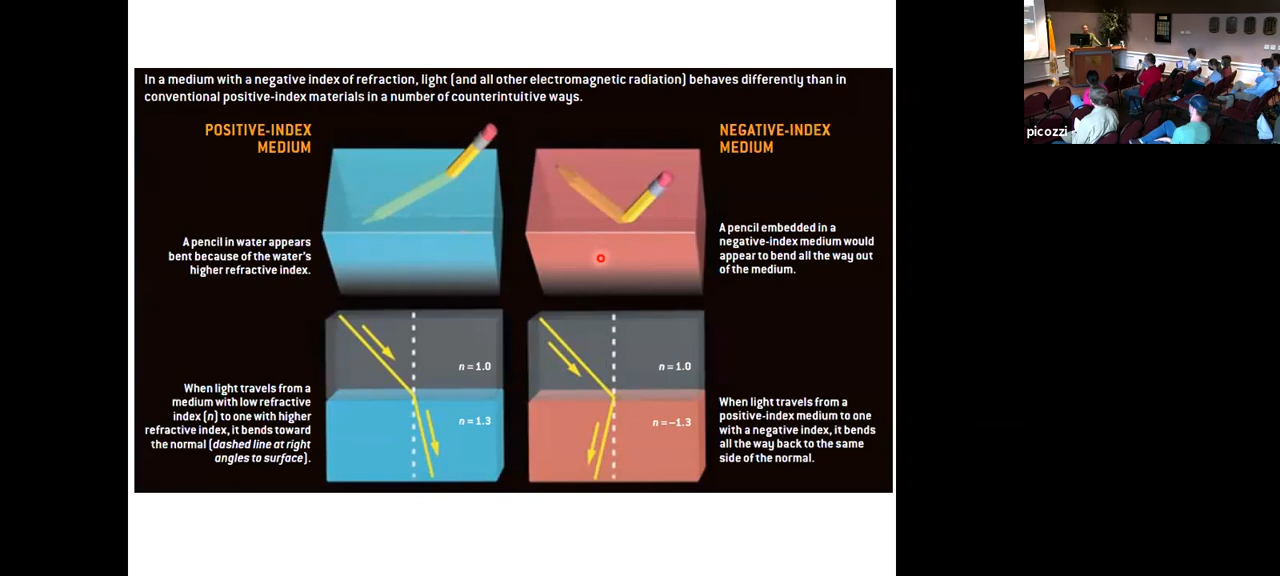 In a medium with a negative index of refraction, light (and all other electromagnetic radiation) behaves differently than in
conventional positive-index materials in a number of counterintuitive ways.
POSITIVE-INDEX
MEDIUM
NEGATIVE-INDEX
MEDIUM
A pencil in water appears
bent because of the water's
higher refractive index.
A pencil embedded in a
negative-index medium would
appear to bend all the way out
of the medium.
n = 1.0
n = 1.3
n = 1.0
n = –1.3
When light travels from a
medium with low refractive
index (n) to one with higher
refractive index, it bends toward
the normal (dashed line at right
angles to surface).
When light travels from a
positive-index medium to one
with a negative index, it bends
all the way back to the same
side of the normal.
picozzi